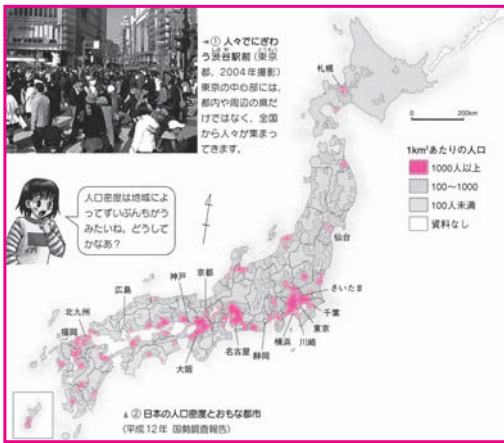 ◀① 人々でにぎわ
う渋谷駅前（東京
都，2004年撮影）
東京の中心部には，
都内や周辺の県だ
けではなく，全国
から人々が集まっ
てきます。
人口密度は地域によ
ってずいぶんちがう
みたいね。どうして
かなあ？
札幌
0 200km
1km²あたりの人口
1000人以上
100〜1000
100人未満
資料なし
仙台
京都
神戸
広島
北九州
福岡
さいたま
千葉
東京
川崎
横浜
静岡
名古屋
大阪
▲② 日本の人口密度とおもな都市
〈平成12年 国勢調査報告〉